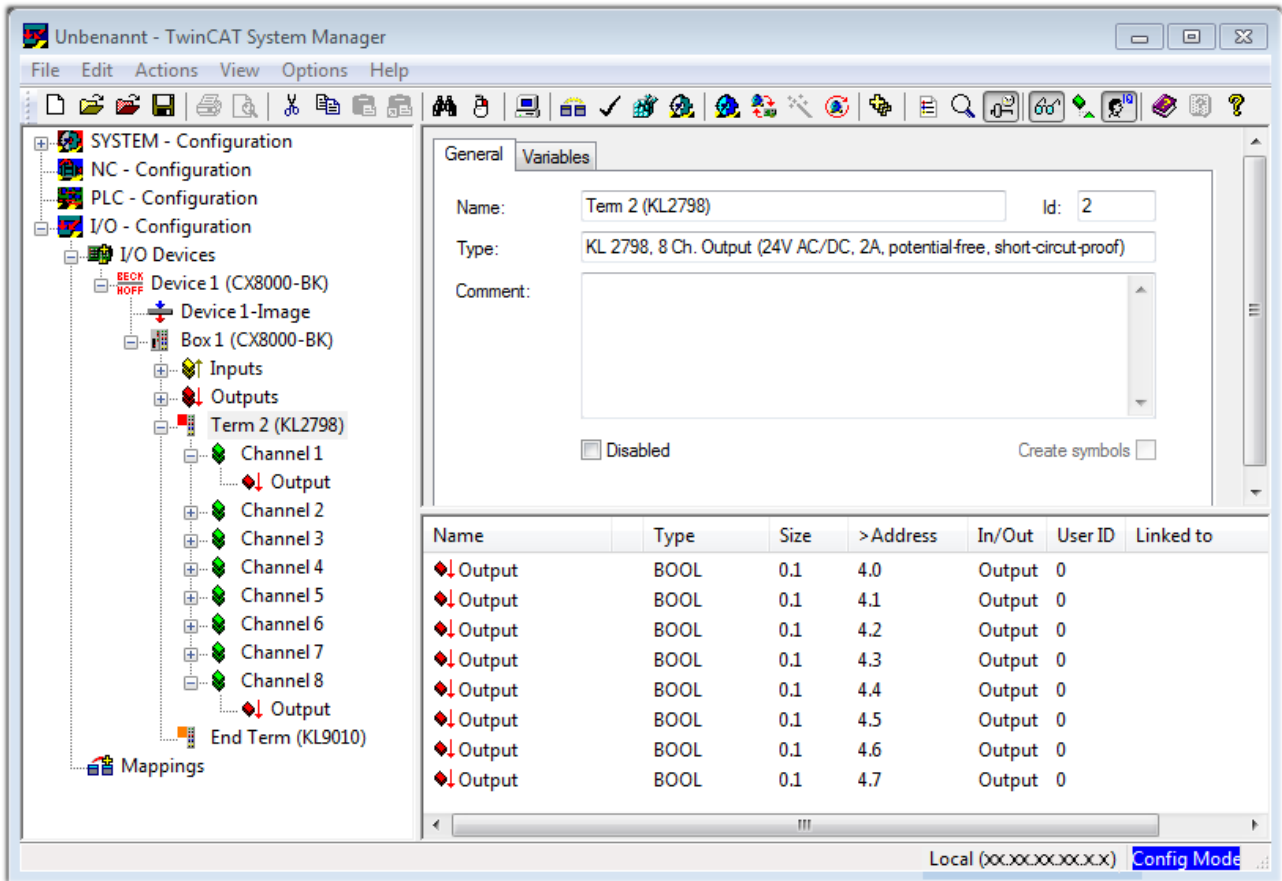 Unbenannt - TwinCAT System Manager
File Edit Actions View Options Help
SYSTEM - Configuration
NC - Configuration
PLC - Configuration
I/O - Configuration
I/O Devices
BECK
HOFF
Device 1 (CX8000-BK)
Device 1-Image
Box 1 (CX8000-BK)
Inputs
Outputs
Term 2 (KL2798)
Channel 1
Output
Channel 2
Channel 3
Channel 4
Channel 5
Channel 6
Channel 7
Channel 8
Output
End Term (KL9010)
Mappings
General Variables
Name: Term 2 (KL2798) Id: 2
Type: KL 2798, 8 Ch. Output (24V AC/DC, 2A, potential-free, short-circut-proof)
Comment:
Disabled Create symbols
Name Type Size >Address In/Out User ID Linked to
Output BOOL 0.1 4.0 Output 0
Output BOOL 0.1 4.1 Output 0
Output BOOL 0.1 4.2 Output 0
Output BOOL 0.1 4.3 Output 0
Output BOOL 0.1 4.4 Output 0
Output BOOL 0.1 4.5 Output 0
Output BOOL 0.1 4.6 Output 0
Output BOOL 0.1 4.7 Output 0
Local (xx.xx.xx.xx.x.x) Config Mode